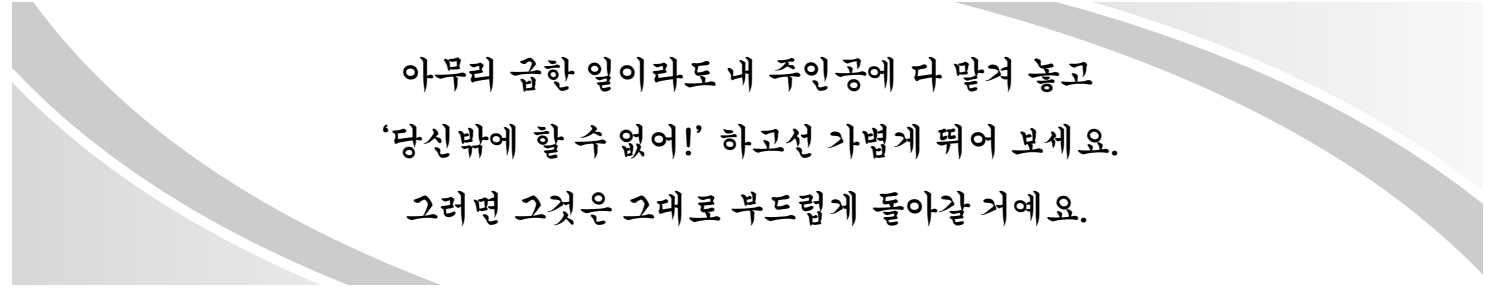 아무리 급한 일이라도 내 주인공에 다 맡겨 놓고
‘당신밖에 할 수 없어!’ 하고선 가볍게 뛰어 보세요.
그러면 그것은 그대로 부드럽게 돌아갈 거예요.